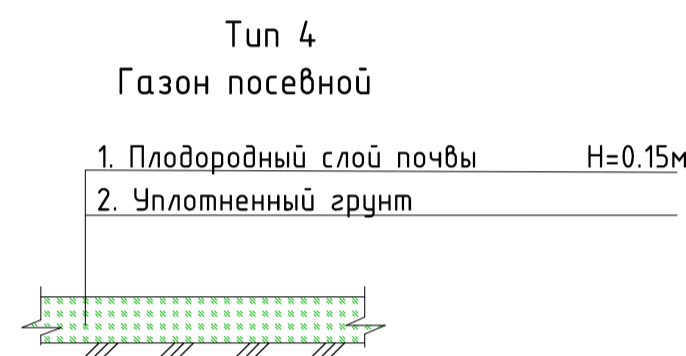 Тип 4
Газон посевной
1. Плодородный слой почвы H=0.15м
2. Уплотненный грунт